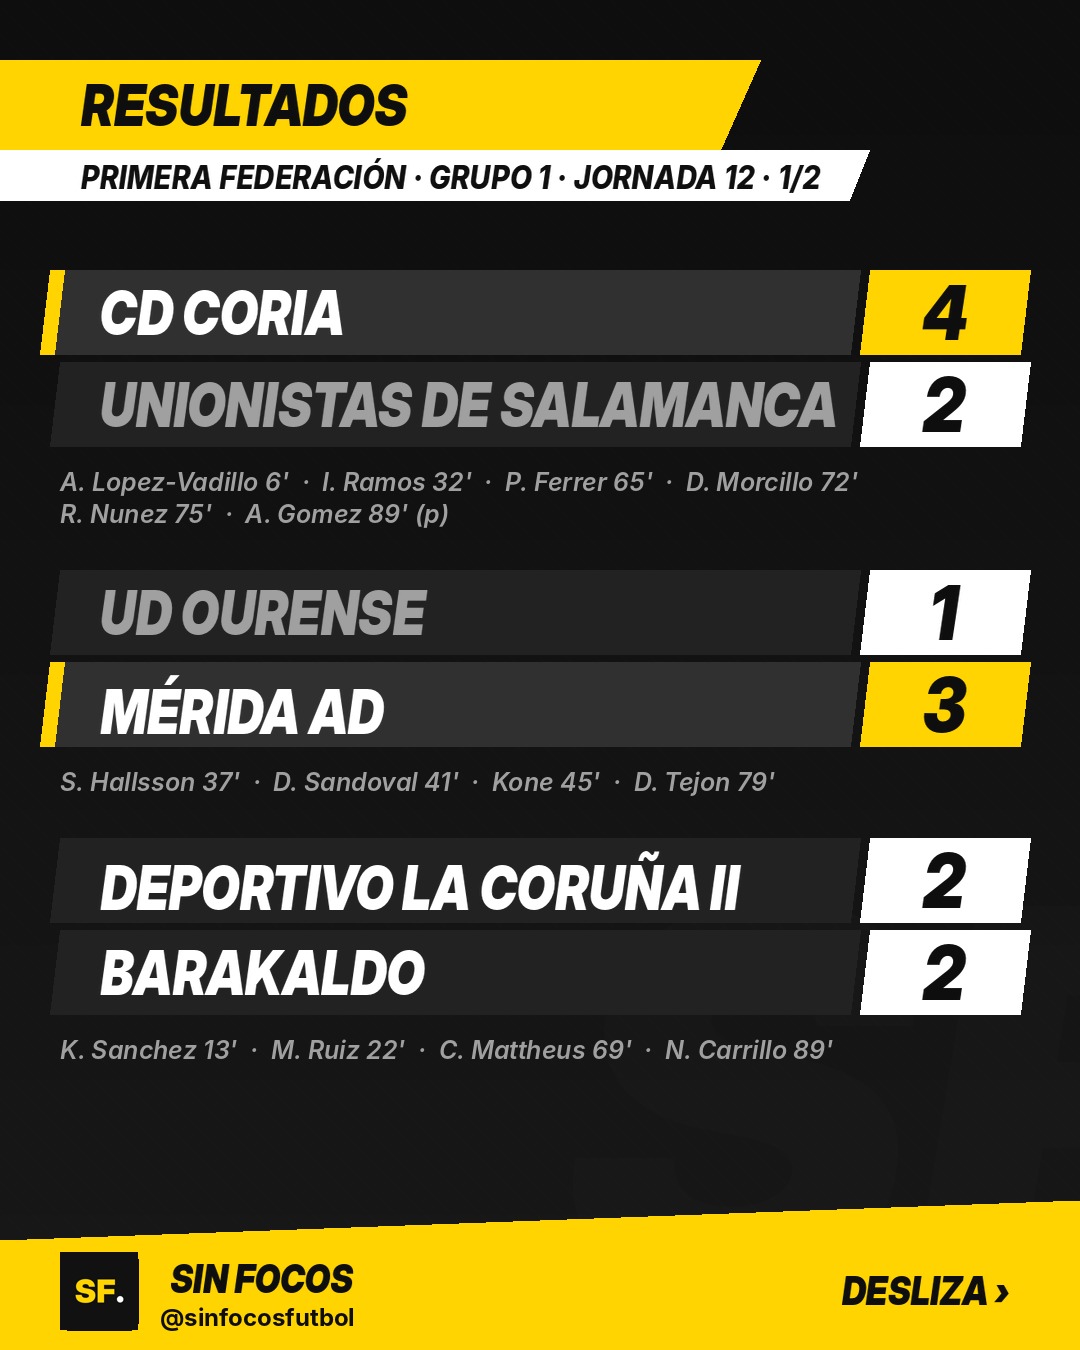 RESULTADOS
PRIMERA FEDERACIÓN · GRUPO 1 · JORNADA 12 · 1/2
CD CORIA 4
UNIONISTAS DE SALAMANCA 2
A. Lopez-Vadillo 6' · I. Ramos 32' · P. Ferrer 65' · D. Morcillo 72'
R. Nunez 75' · A. Gomez 89' (p)
UD OURENSE 1
MÉRIDA AD 3
S. Hallsson 37' · D. Sandoval 41' · Kone 45' · D. Tejon 79'
DEPORTIVO LA CORUÑA II 2
BARAKALDO 2
K. Sanchez 13' · M. Ruiz 22' · C. Mattheus 69' · N. Carrillo 89'
SF.
SIN FOCOS
@sinfocosfutbol
DESLIZA ›